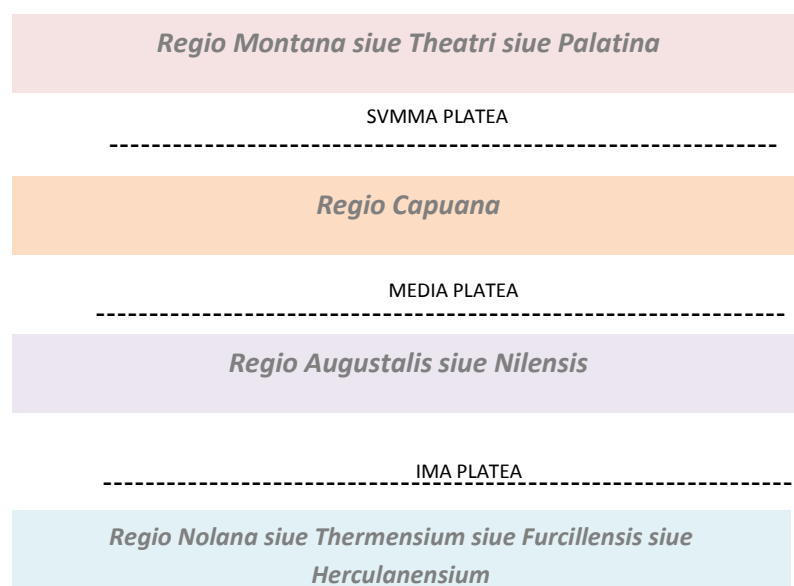 Regio Montana siue Theatri siue Palatina
SVMMA PLATEA
Regio Capuana
MEDIA PLATEA
Regio Augustalis siue Nilensis
IMA PLATEA
Regio Nolana siue Thermensium siue Furcillensis siue
Herculanensium